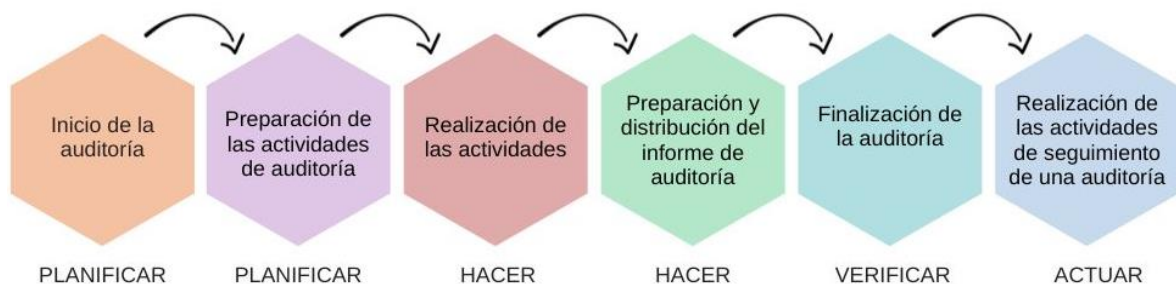 Inicio de la
auditoría
Preparación de
las actividades
de auditoría
Realización de
las actividades
Preparación y
distribución del
informe de
auditoría
Finalización de
la auditoría
Realización de
las actividades
de seguimiento
de una auditoría
PLANIFICAR
PLANIFICAR
HACER
HACER
VERIFICAR
ACTUAR